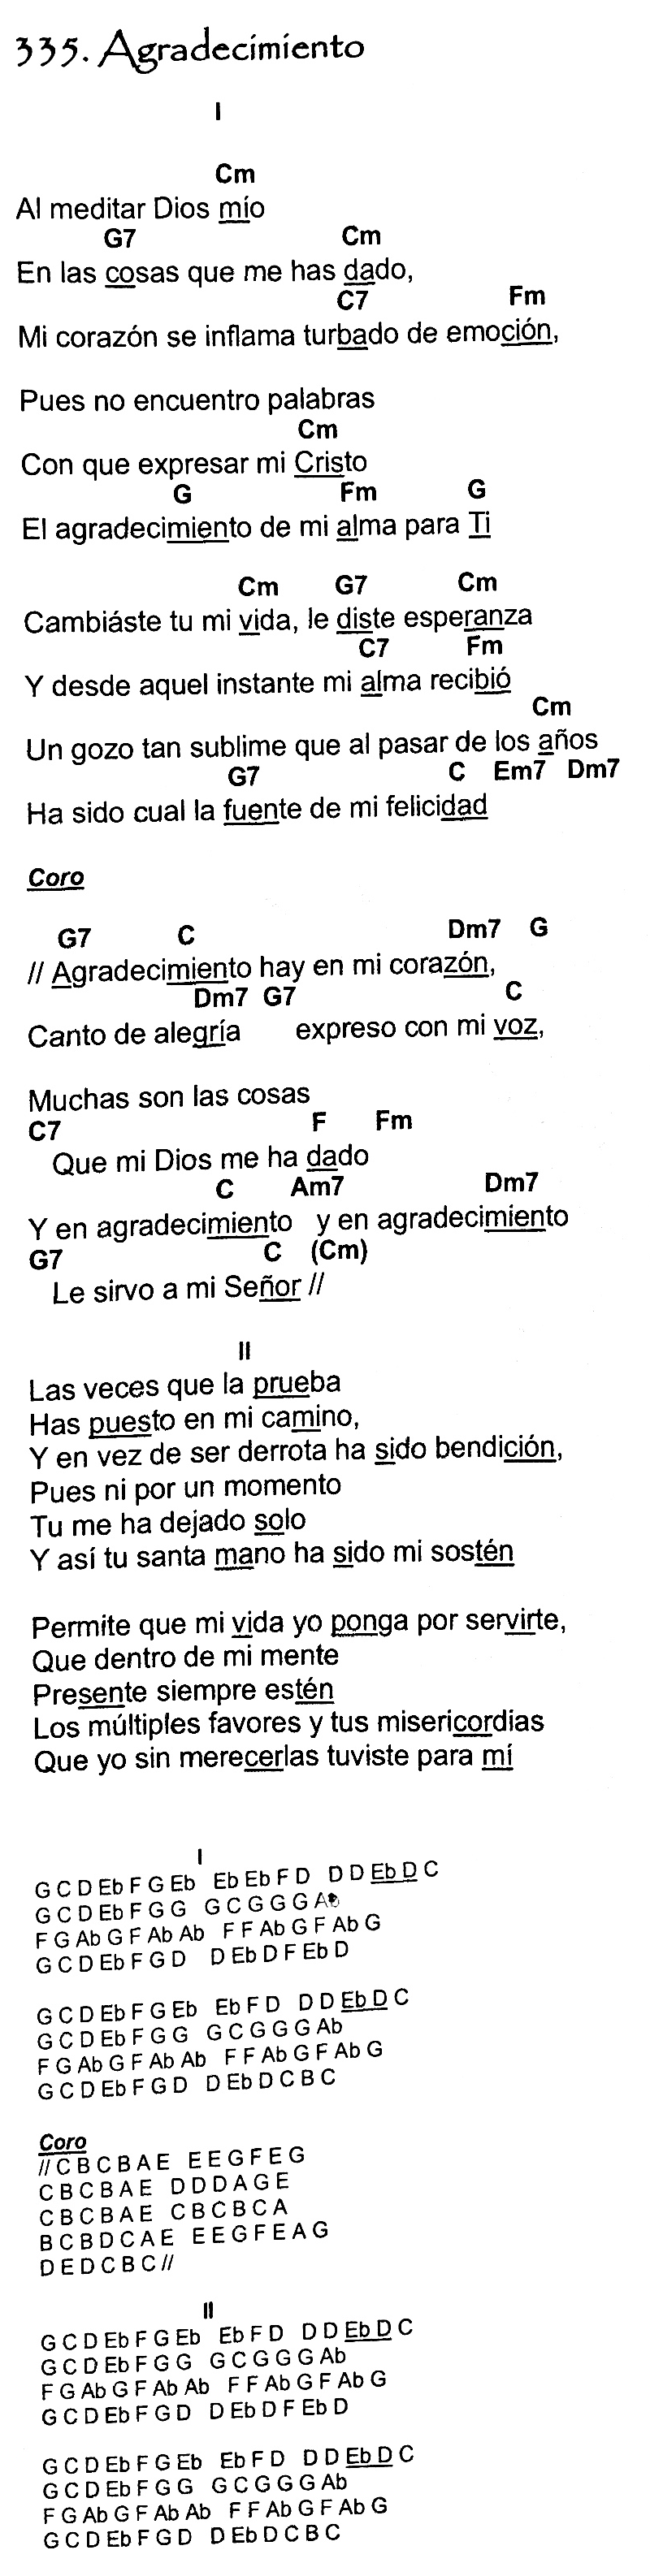 335. Agradecimiento
I
Cm
Al meditar Dios mío
G7 Cm
En las cosas que me has dado,
C7 Fm
Mi corazón se inflama turbado de emoción,
Pues no encuentro palabras
Cm
Con que expresar mi Cristo
G Fm G
El agradecimiento de mi alma para Ti
Cm G7 Cm
Cambiáste tu mi vida, le diste esperanza
C7 Fm
Y desde aquel instante mi alma recibió
Cm
Un gozo tan sublime que al pasar de los años
G7 C Em7 Dm7
Ha sido cual la fuente de mi felicidad
Coro
G7 C Dm7 G
// Agradecimiento hay en mi corazón,
Dm7 G7 C
Canto de alegría expreso con mi voz,
Muchas son las cosas
C7 F Fm
Que mi Dios me ha dado
C Am7 Dm7
Y en agradecimiento y en agradecimiento
G7 C (Cm)
Le sirvo a mi Señor //
II
Las veces que la prueba
Has puesto en mi camino,
Y en vez de ser derrota ha sido bendición,
Pues ni por un momento
Tu me ha dejado solo
Y así tu santa mano ha sido mi sostén
Permite que mi vida yo ponga por servirte,
Que dentro de mi mente
Presente siempre estén
Los múltiples favores y tus misericordias
Que yo sin merecerlas tuviste para mí
I
G C D Eb F G Eb Eb Eb F D D D Eb D C
G C D Eb F G G G C G G G Ab
F G Ab G F Ab Ab F F Ab G F Ab G
G C D Eb F G D D Eb D F Eb D
G C D Eb F G Eb Eb F D D D Eb D C
G C D Eb F G G G C G G G Ab
F G Ab G F Ab Ab F F Ab G F Ab G
G C D Eb F G D D Eb D C B C
Coro
// C B C B A E E E G F E G
C B C B A E D D D A G E
C B C B A E C B C B C A
B C B D C A E E E G F E A G
D E D C B C //
II
G C D Eb F G Eb Eb F D D D Eb D C
G C D Eb F G G G C G G G Ab
F G Ab G F Ab Ab F F Ab G F Ab G
G C D Eb F G D D Eb D F Eb D
G C D Eb F G Eb Eb F D D D Eb D C
G C D Eb F G G G C G G G Ab
F G Ab G F Ab Ab F F Ab G F Ab G
G C D Eb F G D D Eb D C B C